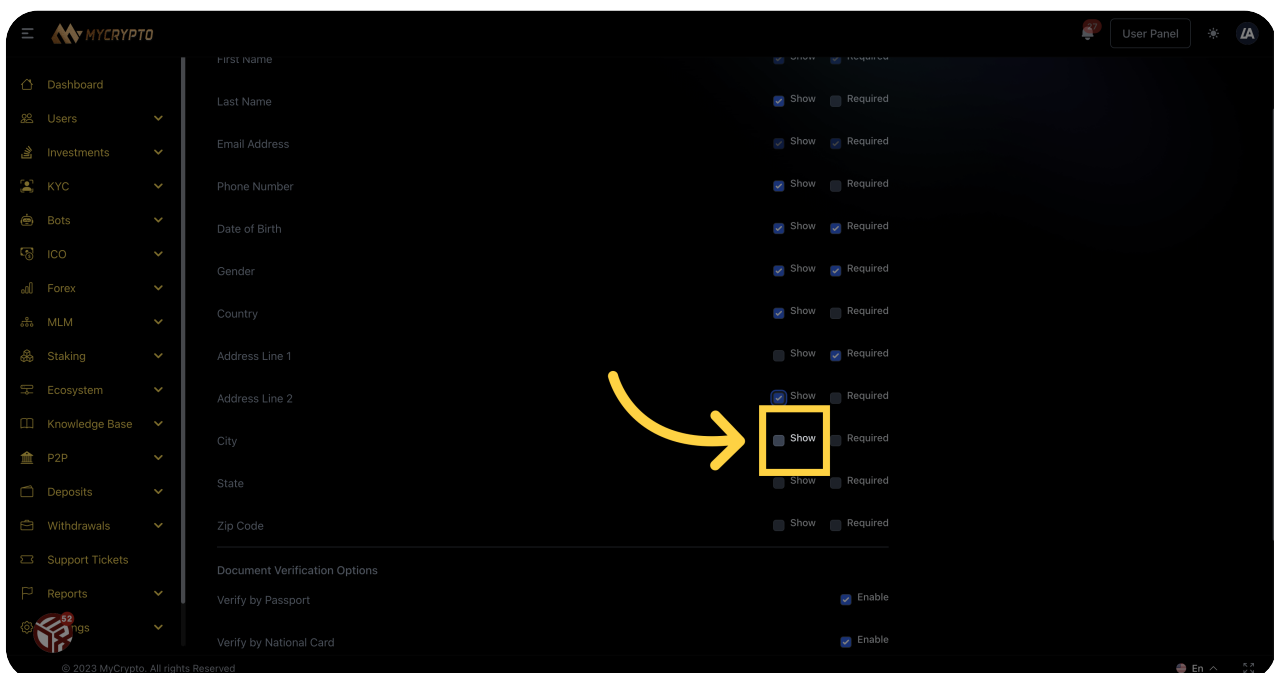 MYCRYPTO
27
User Panel
First Name Show Required
Dashboard
Last Name Show Required
Users
Email Address Show Required
Investments
Phone Number Show Required
KYC
Bots
Date of Birth Show Required
ICO
Gender Show Required
Forex
Country Show Required
MLM
Staking
Address Line 1 Show Required
Ecosystem
Address Line 2 Show Required
Knowledge Base
City Show Required
P2P
State Show Required
Deposits
Withdrawals
Zip Code Show Required
Support Tickets
Document Verification Options
Reports
Verify by Passport Enable
52
ngs
Verify by National Card Enable
© 2023 MyCrypto. All rights Reserved
En